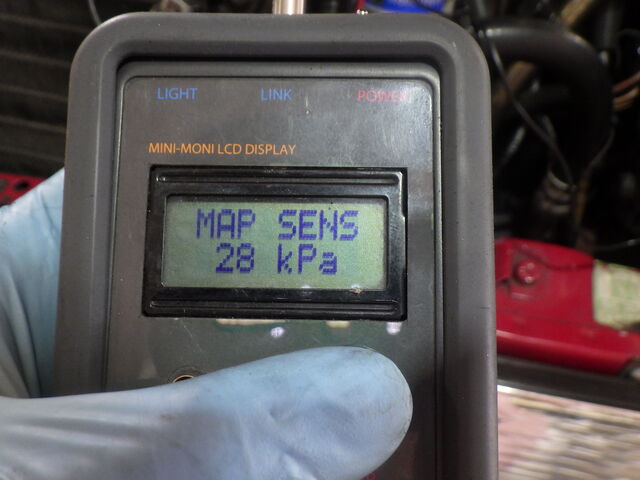 LIGHT LINK POWER
MINI-MONI LCD DISPLAY
MAP SENS
28 kPa